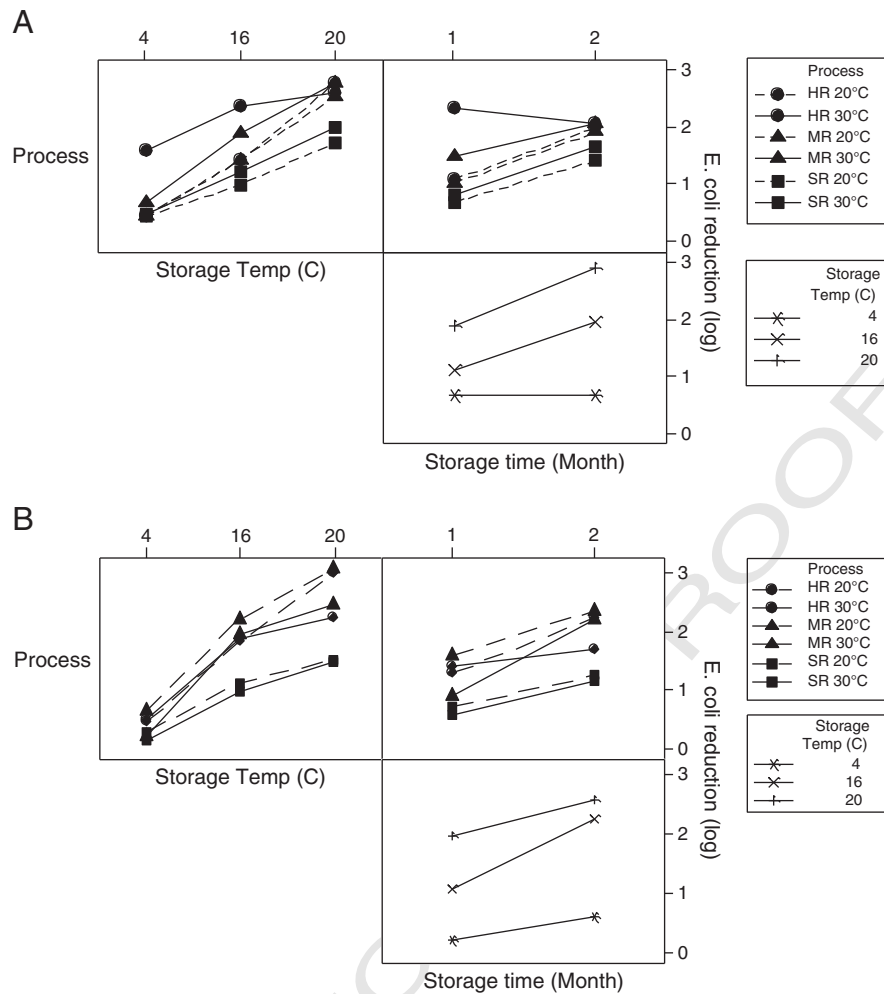 A
4 16 20
1 2
Process
3
2
1
0
E. coli reduction (log)
Storage Temp (C)
3
2
1
0
Storage time (Month)
Process
HR 20°C
HR 30°C
MR 20°C
MR 30°C
SR 20°C
SR 30°C
Storage
Temp (C)
4
16
20
B
4 16 20
1 2
Process
3
2
1
0
E. coli reduction (log)
Storage Temp (C)
3
2
1
0
Storage time (Month)
Process
HR 20°C
HR 30°C
MR 20°C
MR 30°C
SR 20°C
SR 30°C
Storage
Temp (C)
4
16
20
ROOF